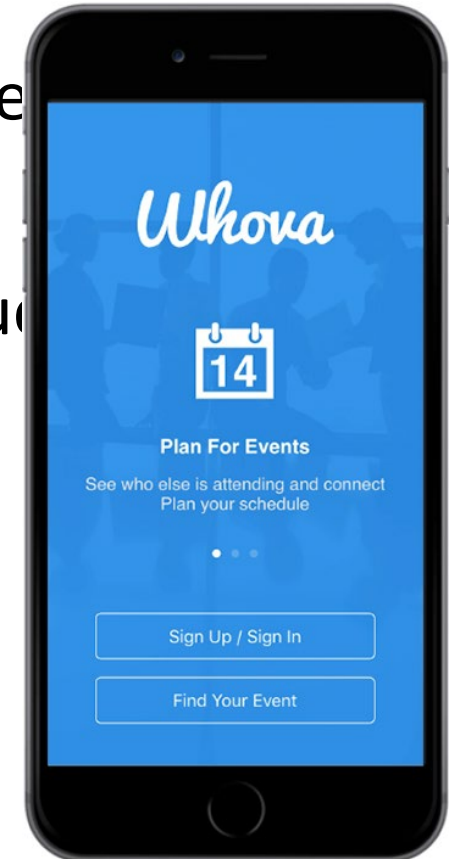 Whova
14
Plan For Events
See who else is attending and connect
Plan your schedule
Sign Up / Sign In
Find Your Event